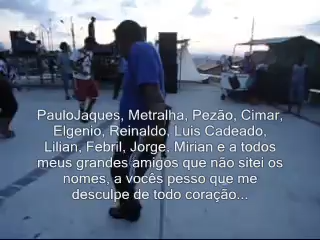 PauloJaques, Metralha, Pezão, Cimar,
Elgenio, Reinaldo, Luis Cadeado,
Lilian, Febril, Jorge, Mirian e a todos
meus grandes amigos que não sitei os
nomes, a vocês pesso que me
desculpe de todo coração...